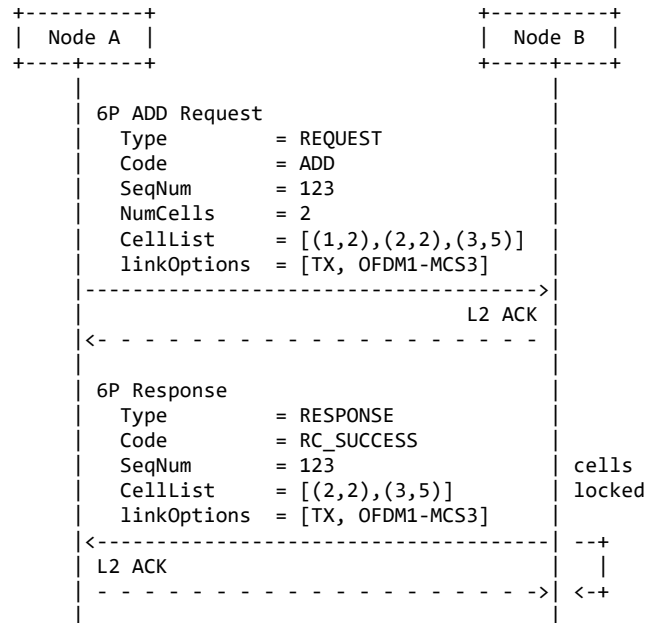 Node A Node B
6P ADD Request
Type = REQUEST
Code = ADD
SeqNum = 123
NumCells = 2
CellList = [(1,2),(2,2),(3,5)]
linkOptions = [TX, OFDM1-MCS3]
L2 ACK
6P Response
Type = RESPONSE
Code = RC_SUCCESS
SeqNum = 123 cells
CellList = [(2,2),(3,5)] locked
linkOptions = [TX, OFDM1-MCS3]
L2 ACK